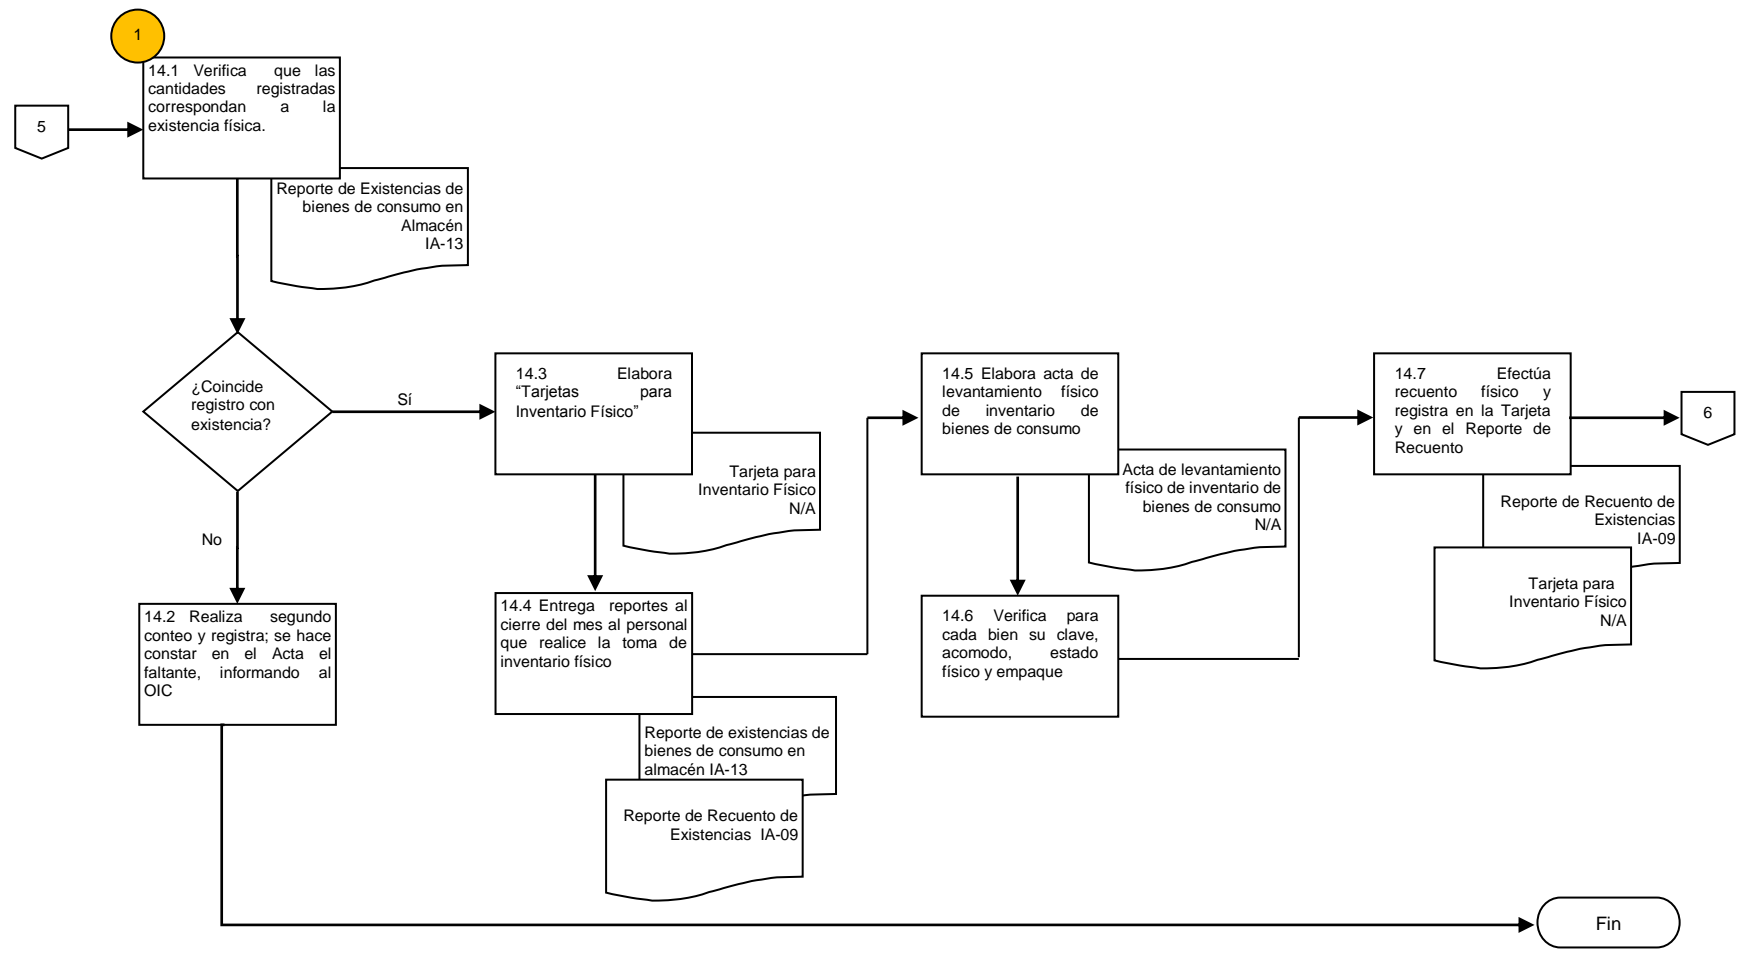 1
14.1 Verifica que las
cantidades registradas
correspondan a la
existencia física.
5
Reporte de Existencias de
bienes de consumo en
Almacén
IA-13
¿Coincide
registro con
existencia?
Sí
No
14.2 Realiza segundo
conteo y registra; se hace
constar en el Acta el
faltante, informando al
OIC
14.3 Elabora
“Tarjetas para
Inventario Físico”
Tarjeta para
Inventario Físico
N/A
14.4 Entrega reportes al
cierre del mes al personal
que realice la toma de
inventario físico
Reporte de existencias de
bienes de consumo en
almacén IA-13
Reporte de Recuento de
Existencias IA-09
14.5 Elabora acta de
levantamiento físico
de inventario de
bienes de consumo
Acta de levantamiento
físico de inventario de
bienes de consumo
N/A
14.6 Verifica para
cada bien su clave,
acomodo, estado
físico y empaque
14.7 Efectúa
recuento físico y
registra en la Tarjeta
y en el Reporte de
Recuento
6
Reporte de Recuento de
Existencias
IA-09
Tarjeta para
Inventario Físico
N/A
Fin